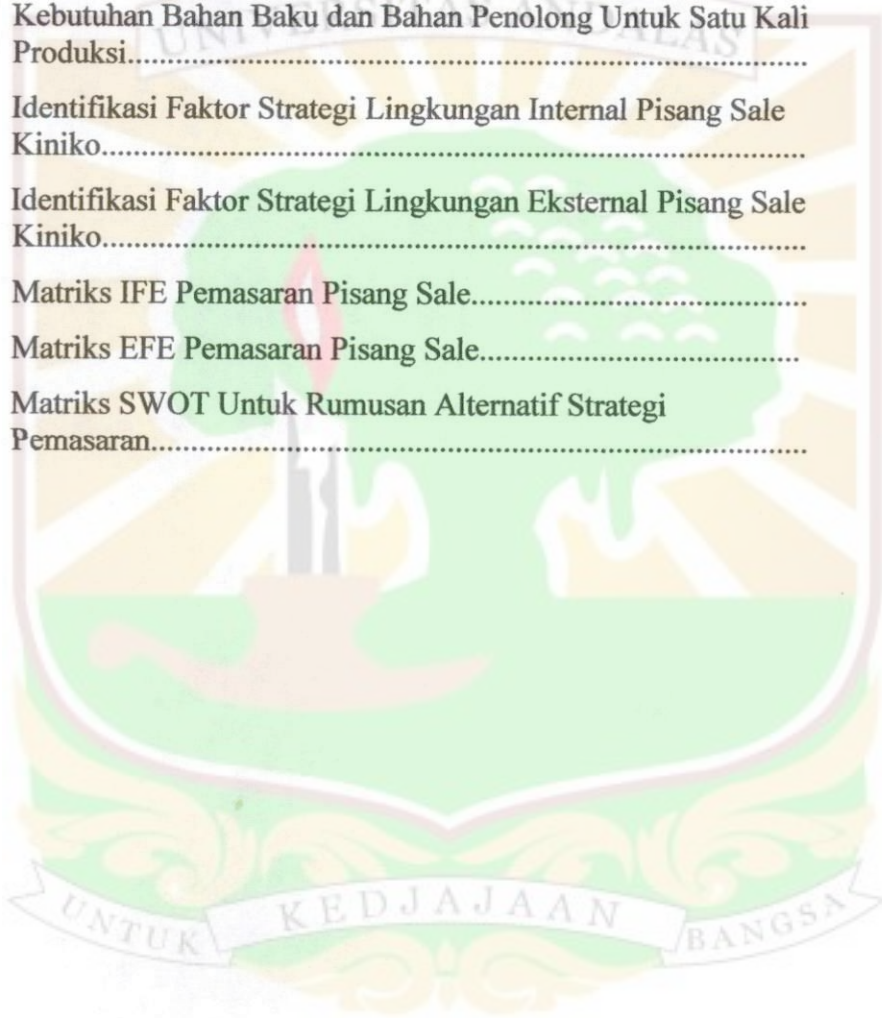 UNIVERSITAS ANDALAS
Kebutuhan Bahan Baku dan Bahan Penolong Untuk Satu Kali
Produksi....................................................................................
Identifikasi Faktor Strategi Lingkungan Internal Pisang Sale
Kiniko.......................................................................................
Identifikasi Faktor Strategi Lingkungan Eksternal Pisang Sale
Kiniko.......................................................................................
Matriks IFE Pemasaran Pisang Sale.........................................
Matriks EFE Pemasaran Pisang Sale.......................................
Matriks SWOT Untuk Rumusan Alternatif Strategi
Pemasaran................................................................................
UNTUK KEDJAJAAN BANGSA